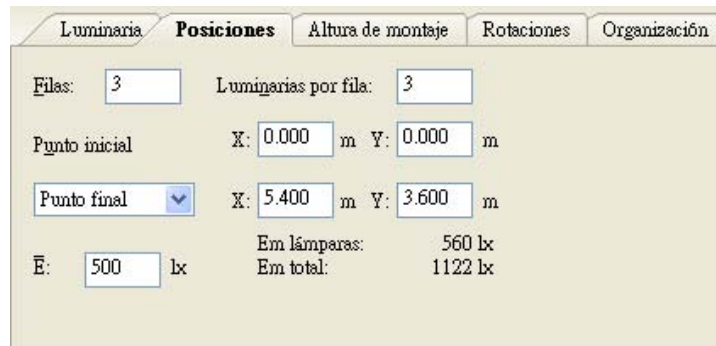 Luminaria Posiciones Altura de montaje Rotaciones Organización
Filas: 3 Luminarias por fila: 3
Punto inicial X: 0.000 m Y: 0.000 m
Punto final X: 5.400 m Y: 3.600 m
Em lámparas: 560 lx
E̅: 500 lx Em total: 1122 lx